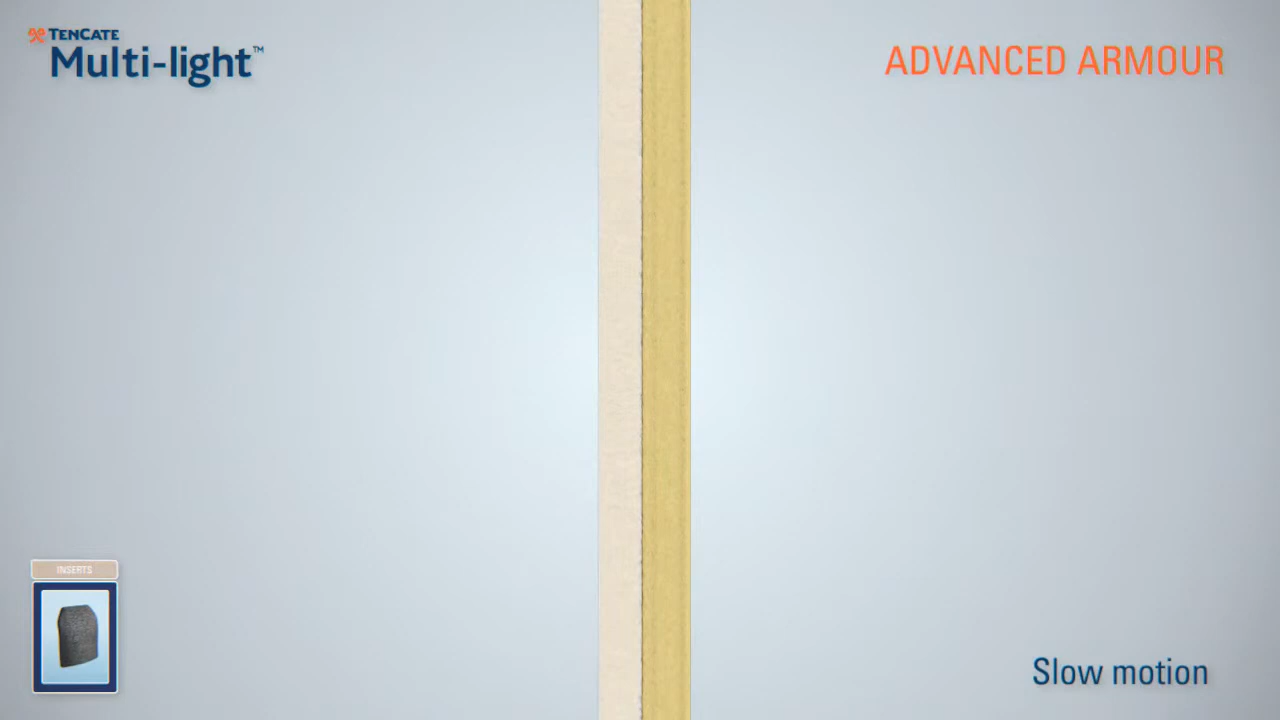 TENCATE
Multi-light™
ADVANCED ARMOUR
INSERTS
Slow motion